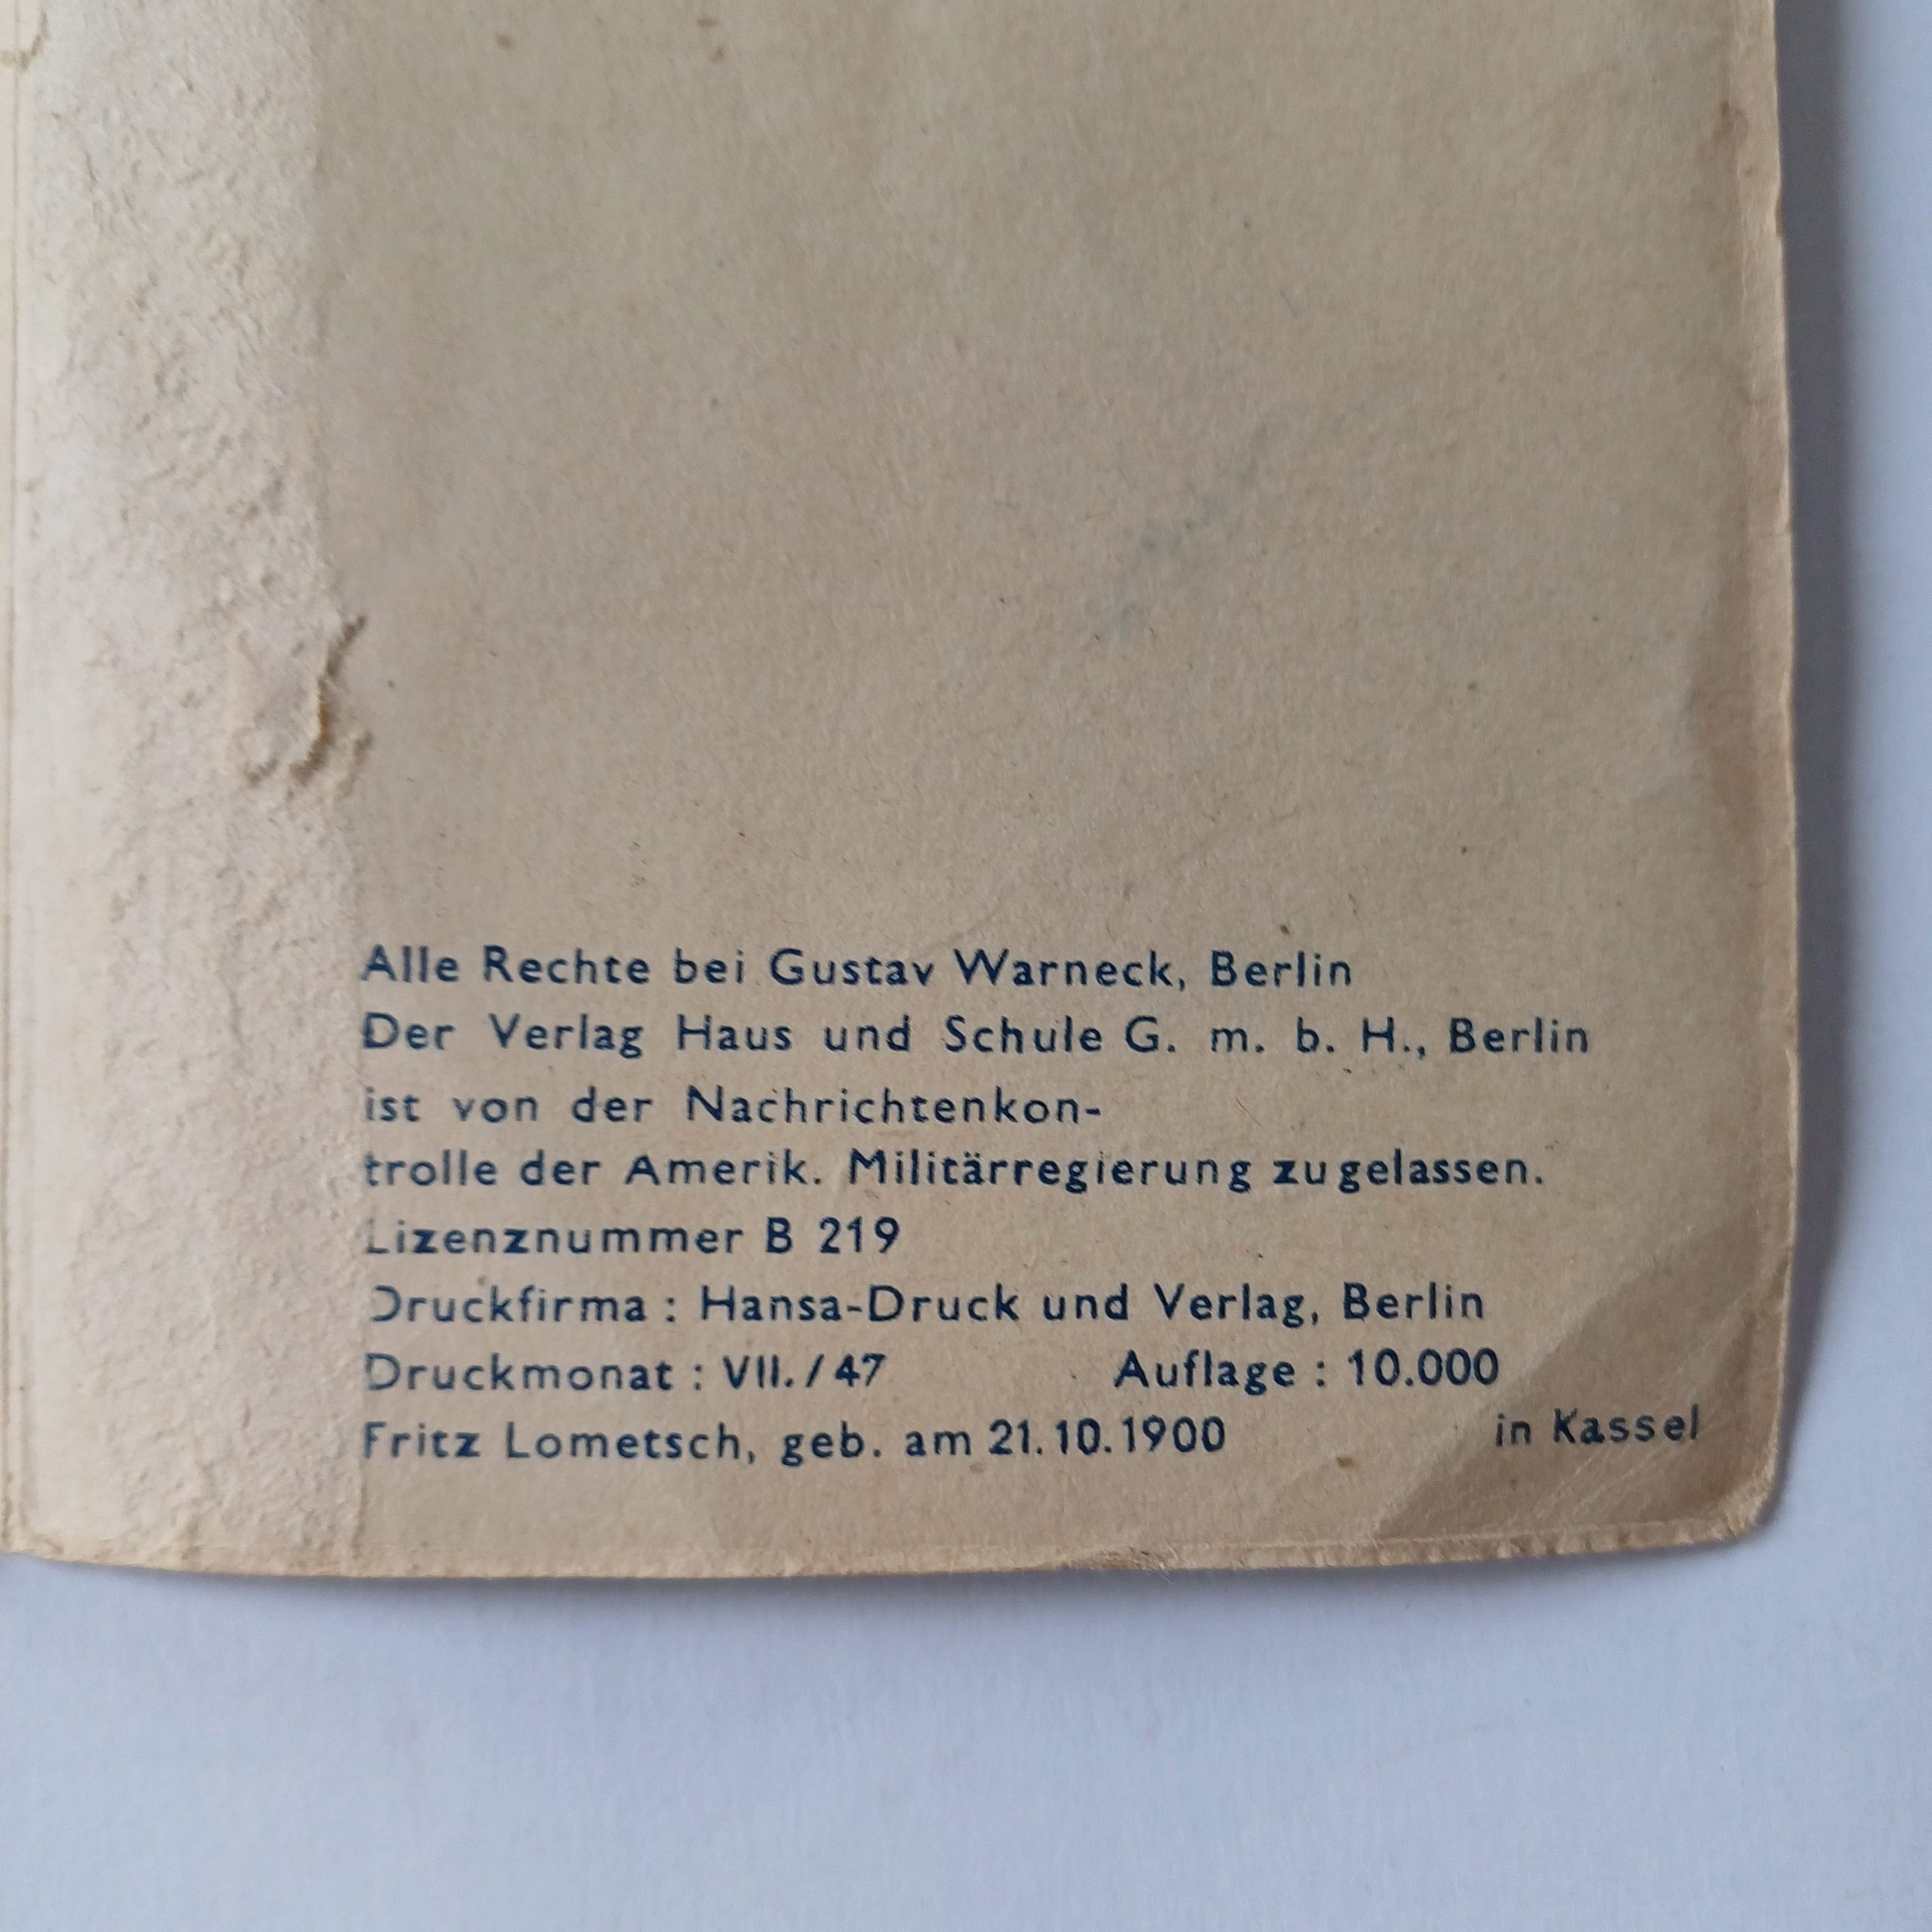 Alle Rechte bei Gustav Warneck, Berlin
Der Verlag Haus und Schule G. m. b. H., Berlin
ist von der Nachrichtenkon-
trolle der Amerik. Militärregierung zugelassen.
Lizenznummer B 219
Druckfirma : Hansa-Druck und Verlag, Berlin
Druckmonat : VII. / 47 Auflage : 10.000
Fritz Lometsch, geb. am 21.10.1900 in Kassel